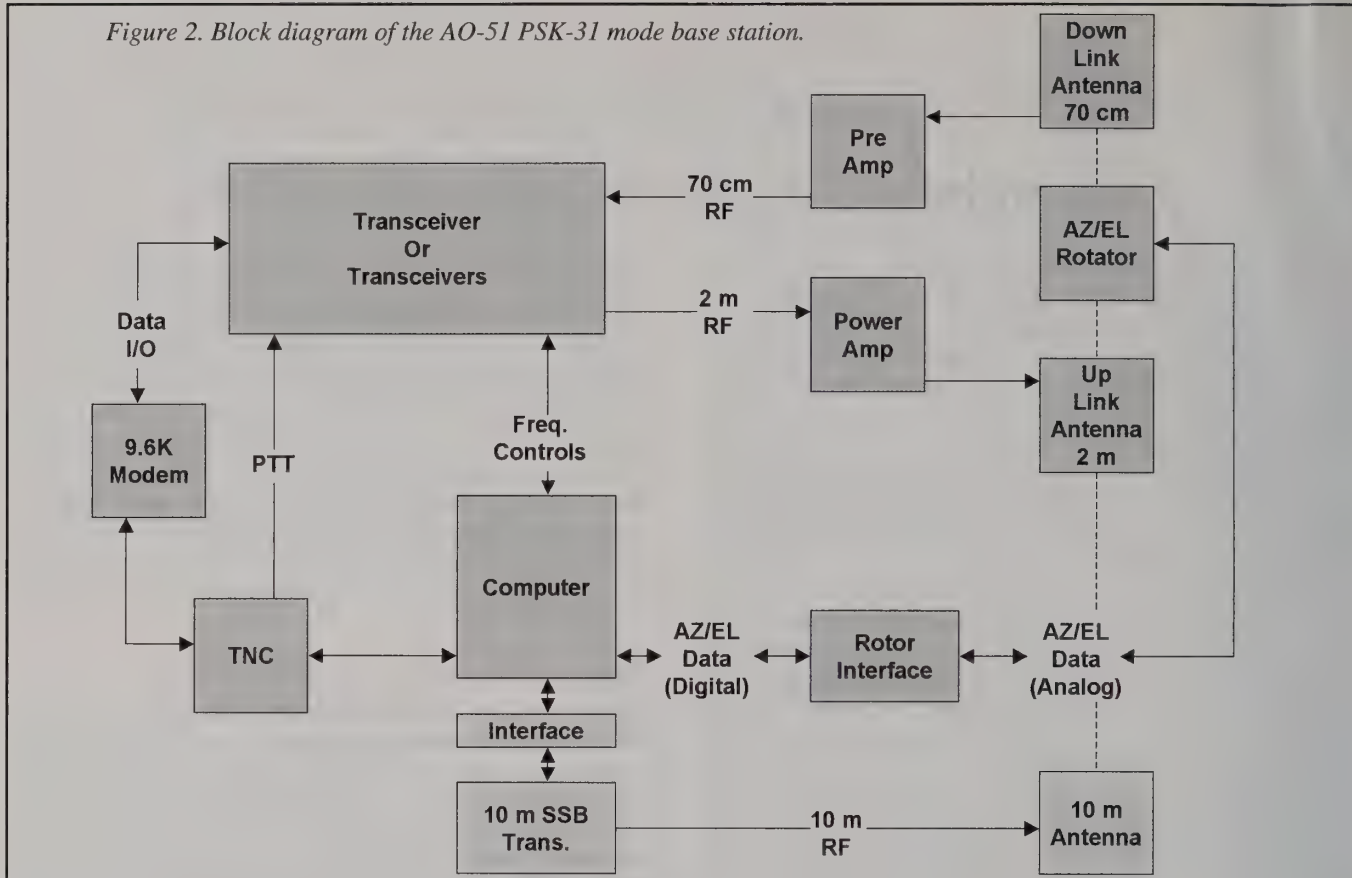 Figure 2. Block diagram of the AO-51 PSK-31 mode base station.
Down
Link
Antenna
70 cm
Pre
Amp
70 cm
RF
Transceiver
Or
Transceivers
AZ/EL
Rotator
2 m
RF
Power
Amp
Data
I/O
Up
Link
Antenna
2 m
9.6K
Modem
PTT
Freq.
Controls
Computer
TNC
AZ/EL
Data
(Digital)
Rotor
Interface
AZ/EL
Data
(Analog)
Interface
10 m SSB
Trans.
10 m
RF
10 m
Antenna